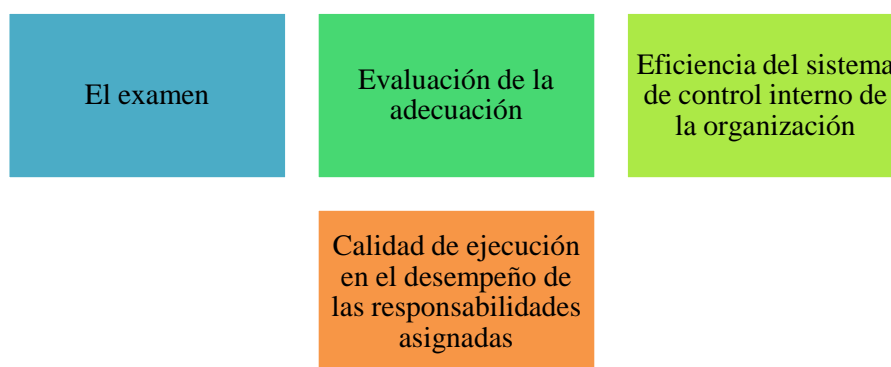 El examen
Evaluación de la
adecuación
Eficiencia del sistema
de control interno de
la organización
Calidad de ejecución
en el desempeño de
las responsabilidades
asignadas